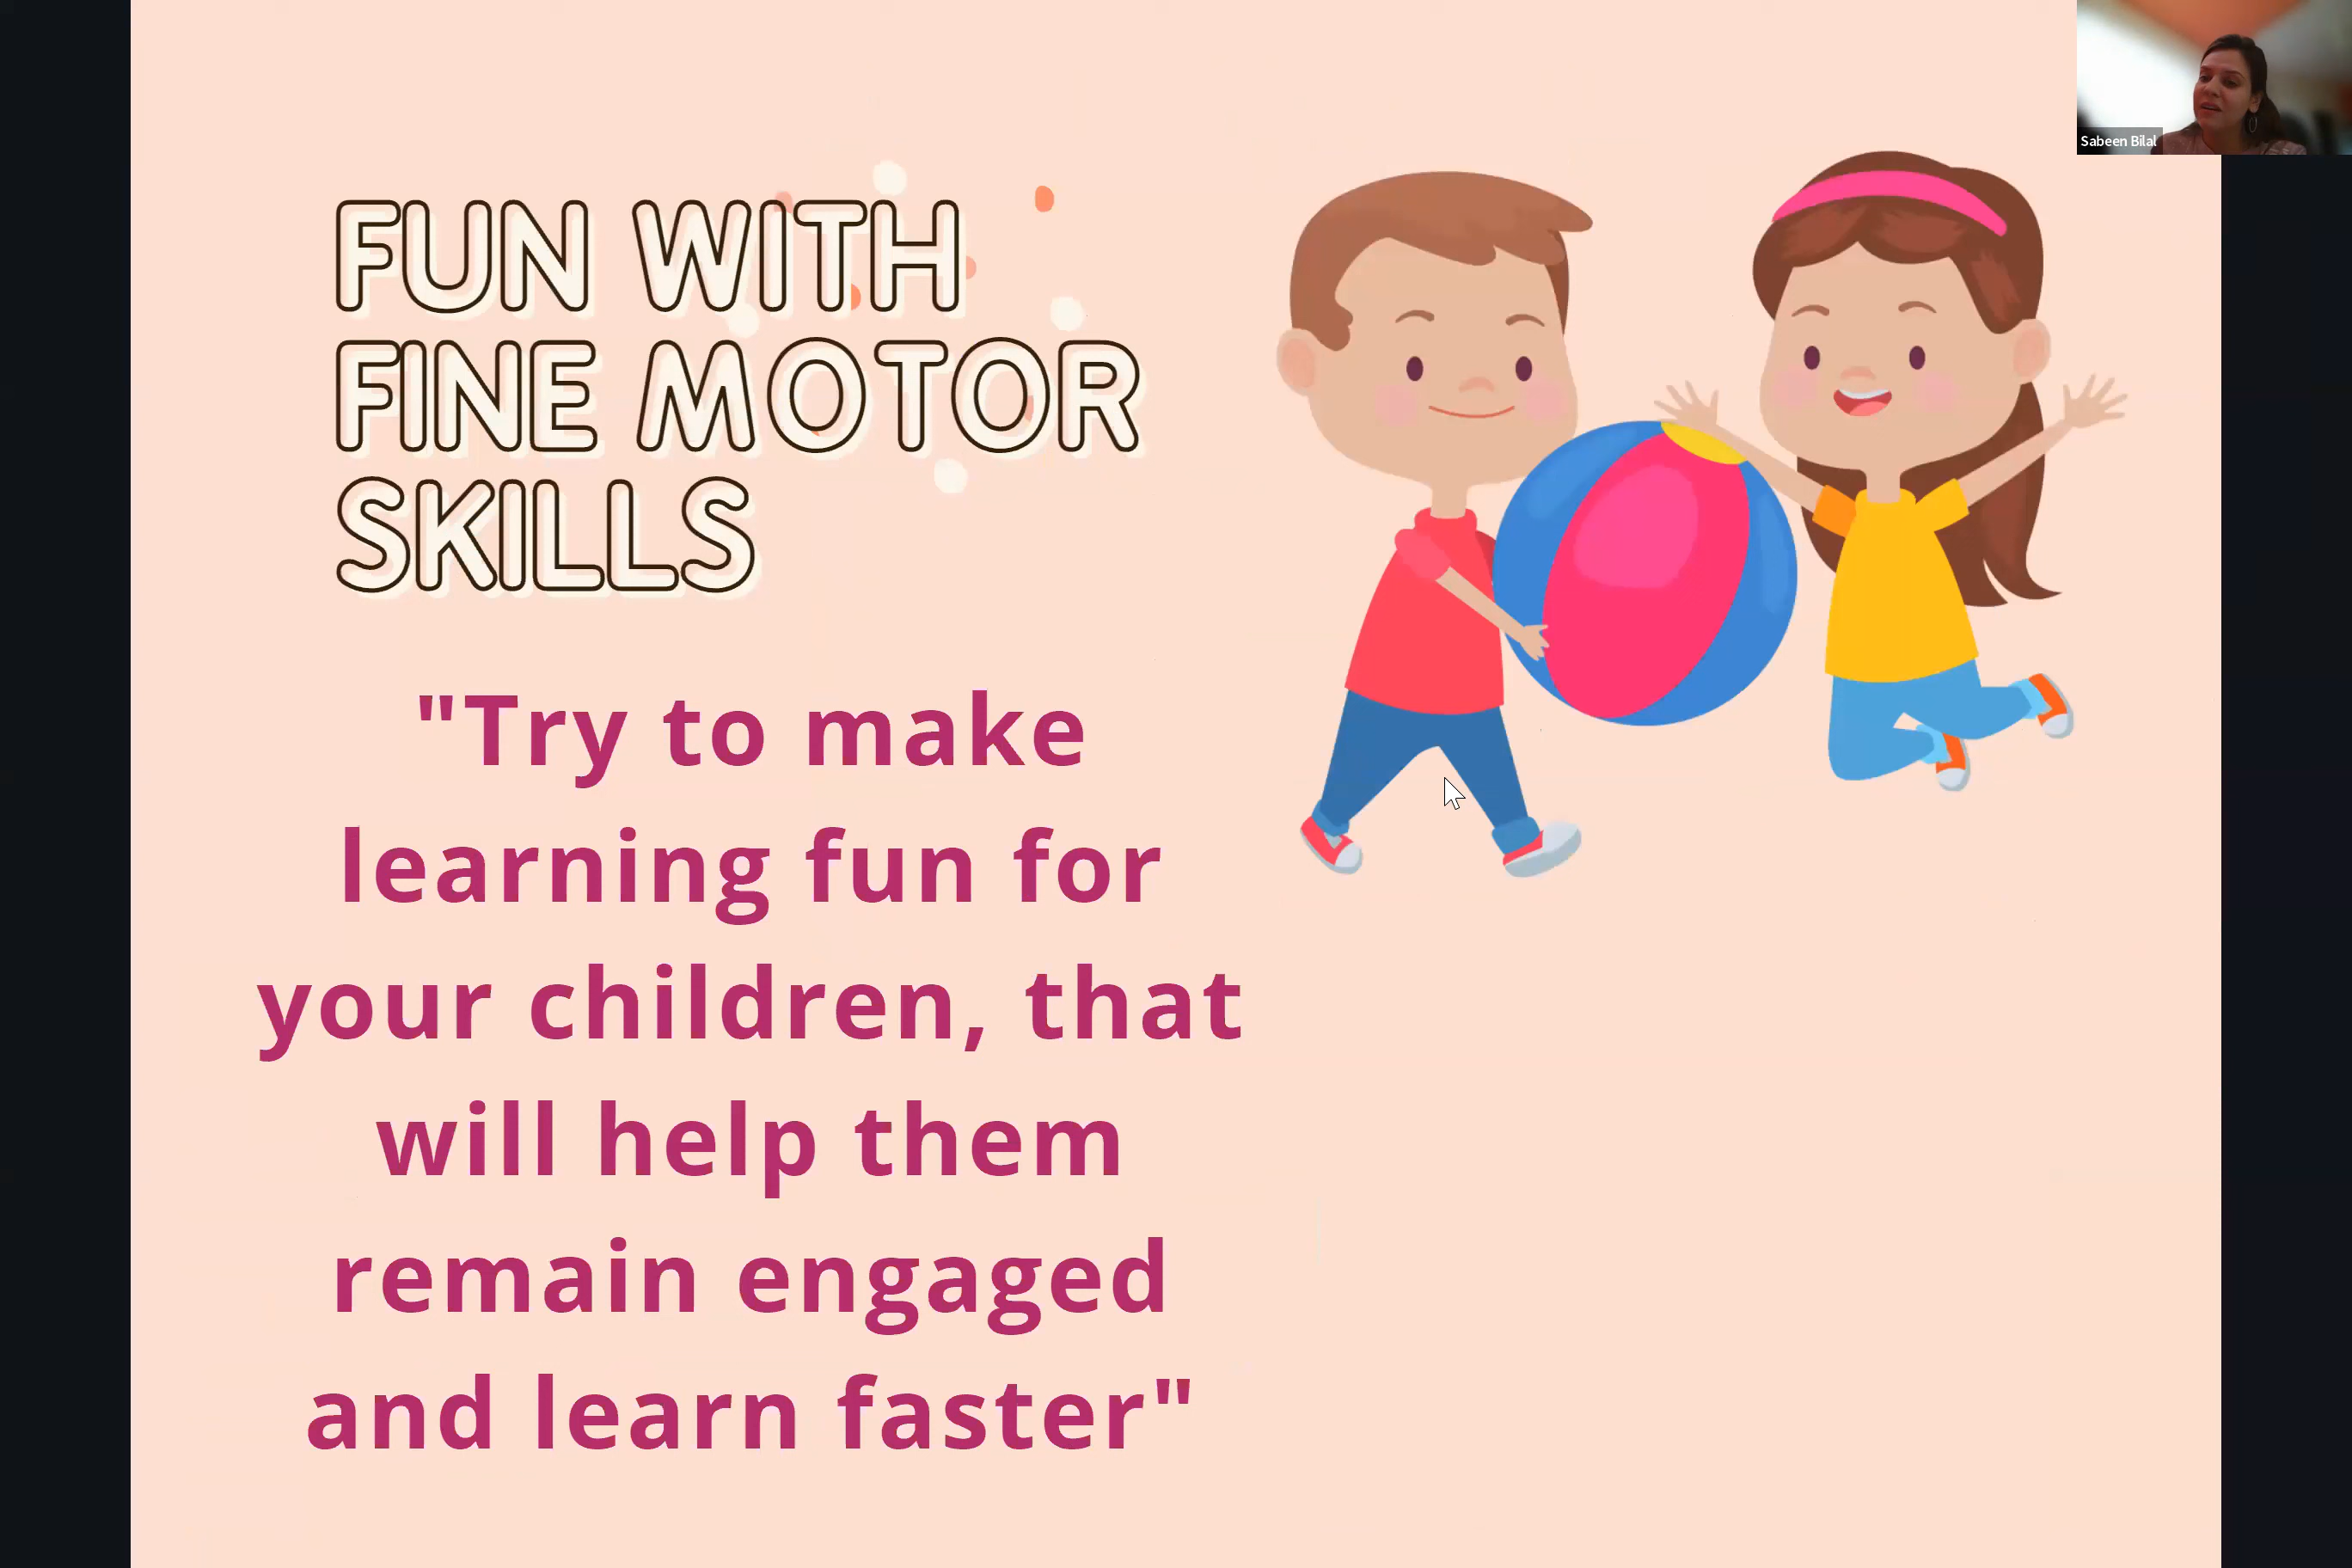 FUN WITH
FINE MOTOR
SKILLS
"Try to make
learning fun for
your children, that
will help them
remain engaged
and learn faster"
Sabeen Bilal